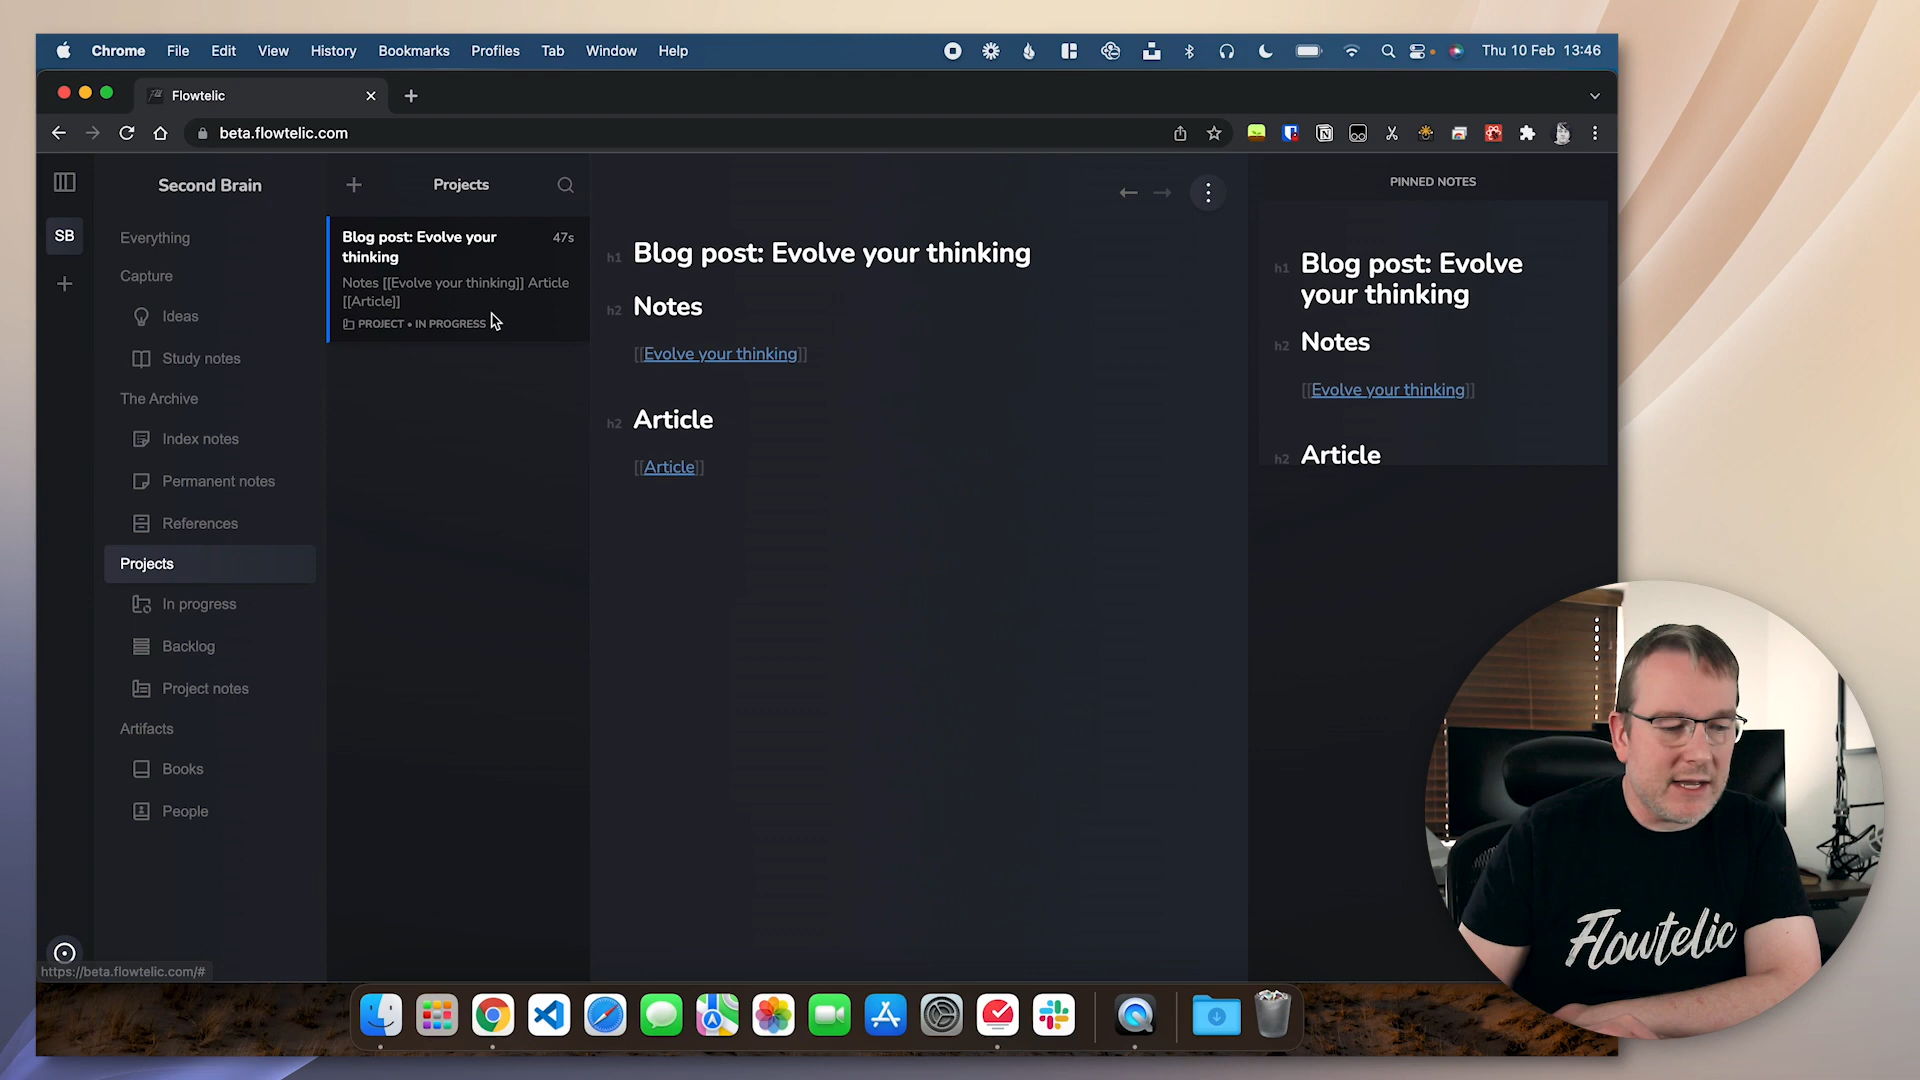 Chrome File Edit View History Bookmarks Profiles Tab Window Help Thu 10 Feb 13:46
Flowtelic
beta.flowtelic.com
SB
Second Brain
Everything
Capture
Ideas
Study notes
The Archive
Index notes
Permanent notes
References
Projects
In progress
Backlog
Project notes
Artifacts
Books
People
Projects
Blog post: Evolve your 47s
thinking
Notes [[Evolve your thinking]] Article
[[Article]]
PROJECT • IN PROGRESS
h1 Blog post: Evolve your thinking
h2 Notes
[[Evolve your thinking]]
h2 Article
[[Article]]
PINNED NOTES
h1 Blog post: Evolve
your thinking
h2 Notes
[[Evolve your thinking]]
h2 Article
https://beta.flowtelic.com/#
Flowtelic